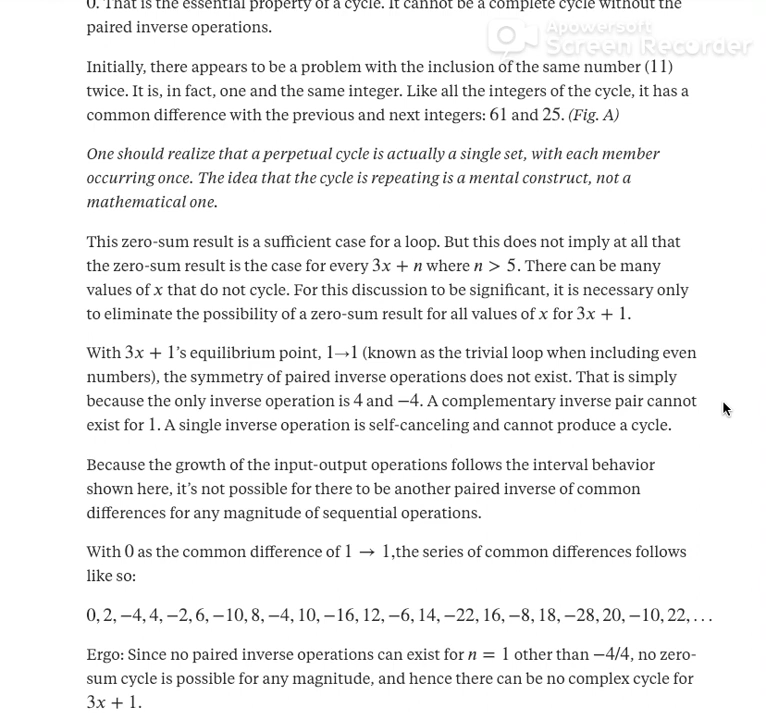 0. That is the essential property of a cycle. It cannot be a complete cycle without the
paired inverse operations.
Apowersoft
Screen Recorder
Initially, there appears to be a problem with the inclusion of the same number (11)
twice. It is, in fact, one and the same integer. Like all the integers of the cycle, it has a
common difference with the previous and next integers: 61 and 25. (Fig. A)
One should realize that a perpetual cycle is actually a single set, with each member
occurring once. The idea that the cycle is repeating is a mental construct, not a
mathematical one.
This zero-sum result is a sufficient case for a loop. But this does not imply at all that
the zero-sum result is the case for every 3x + n where n > 5. There can be many
values of x that do not cycle. For this discussion to be significant, it is necessary only
to eliminate the possibility of a zero-sum result for all values of x for 3x + 1.
With 3x + 1's equilibrium point, 1→1 (known as the trivial loop when including even
numbers), the symmetry of paired inverse operations does not exist. That is simply
because the only inverse operation is 4 and −4. A complementary inverse pair cannot
exist for 1. A single inverse operation is self-canceling and cannot produce a cycle.
Because the growth of the input-output operations follows the interval behavior
shown here, it's not possible for there to be another paired inverse of common
differences for any magnitude of sequential operations.
With 0 as the common difference of 1 → 1,the series of common differences follows
like so:
0, 2, −4, 4, −2, 6, −10, 8, −4, 10, −16, 12, −6, 14, −22, 16, −8, 18, −28, 20, −10, 22, . . .
Ergo: Since no paired inverse operations can exist for n = 1 other than −4/4, no zero-
sum cycle is possible for any magnitude, and hence there can be no complex cycle for
3x + 1.